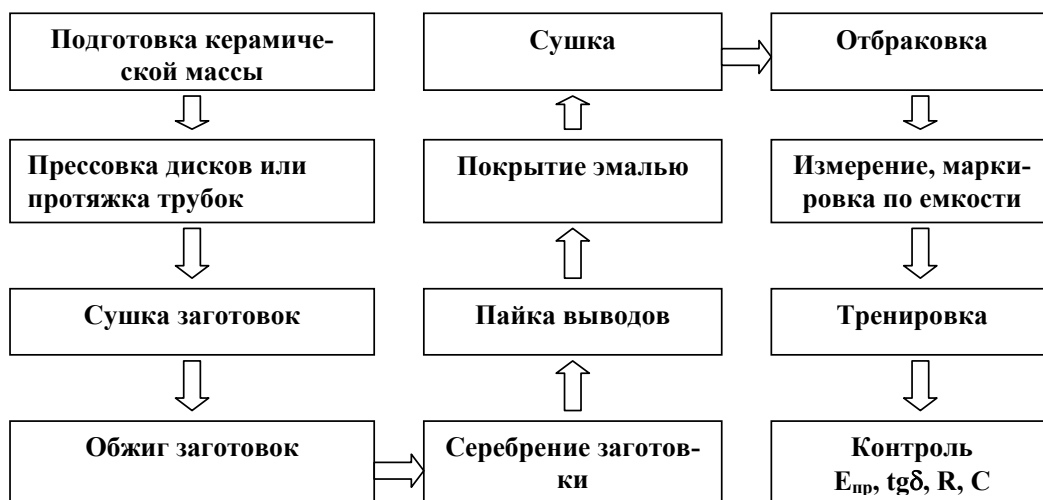 Подготовка керамиче-
ской массы
Прессовка дисков или
протяжка трубок
Сушка заготовок
Обжиг заготовок
Серебрение заготов-
ки
Пайка выводов
Покрытие эмалью
Сушка
Отбраковка
Измерение, марки-
ровка по емкости
Тренировка
Контроль
Eпр, tgδ, R, C